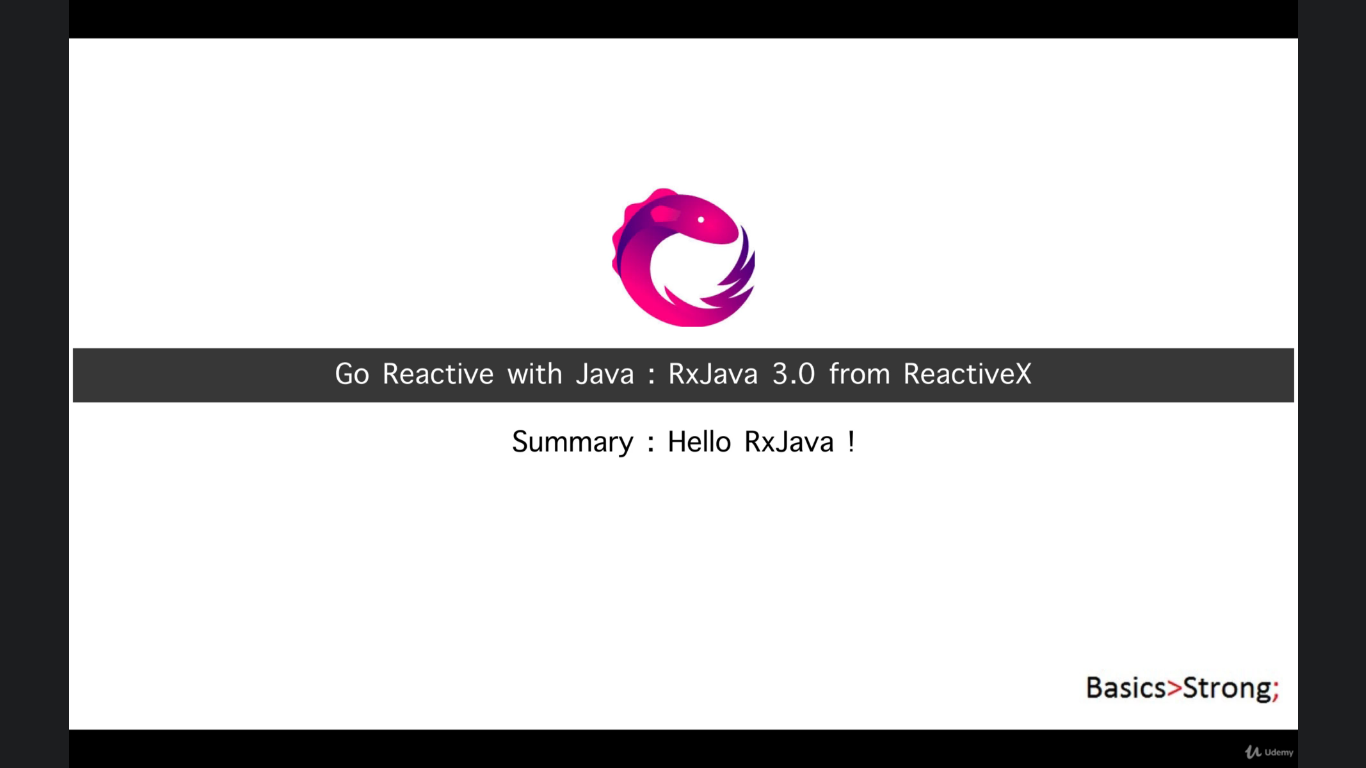 Go Reactive with Java : RxJava 3.0 from ReactiveX
Summary : Hello RxJava !
Basics>Strong;
Udemy